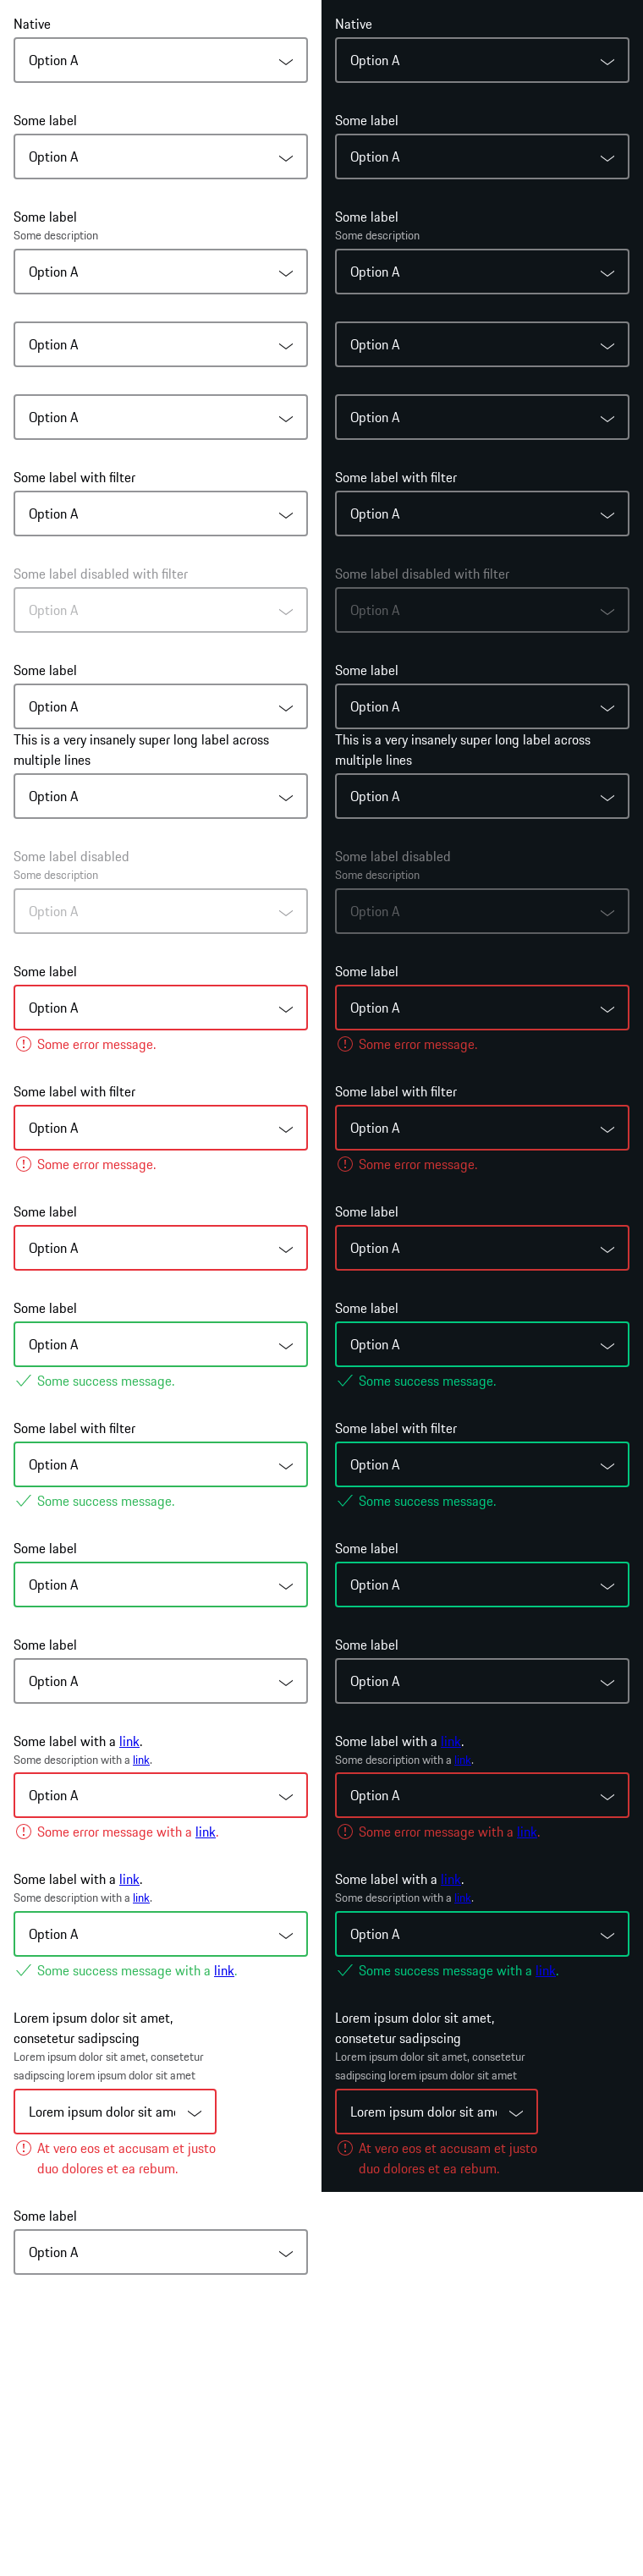 Native
Option A
Some label
Option A
Some label
Some description
Option A
Option A
Option A
Some label with filter
Option A
Some label disabled with filter
Option A
Some label
Option A
This is a very insanely super long label across
multiple lines
Option A
Some label disabled
Some description
Option A
Some label
Option A
Some error message.
Some label with filter
Option A
Some error message.
Some label
Option A
Some label
Option A
Some success message.
Some label with filter
Option A
Some success message.
Some label
Option A
Some label
Option A
Some label with a link.
Some description with a link.
Option A
Some error message with a link.
Some label with a link.
Some description with a link.
Option A
Some success message with a link.
Lorem ipsum dolor sit amet,
consetetur sadipscing
Lorem ipsum dolor sit amet, consetetur
sadipscing lorem ipsum dolor sit amet
Lorem ipsum dolor sit ame
At vero eos et accusam et justo
duo dolores et ea rebum.
Some label
Option A
Native
Option A
Some label
Option A
Some label
Some description
Option A
Option A
Option A
Some label with filter
Option A
Some label disabled with filter
Option A
Some label
Option A
This is a very insanely super long label across
multiple lines
Option A
Some label disabled
Some description
Option A
Some label
Option A
Some error message.
Some label with filter
Option A
Some error message.
Some label
Option A
Some label
Option A
Some success message.
Some label with filter
Option A
Some success message.
Some label
Option A
Some label
Option A
Some label with a link.
Some description with a link.
Option A
Some error message with a link.
Some label with a link.
Some description with a link.
Option A
Some success message with a link.
Lorem ipsum dolor sit amet,
consetetur sadipscing
Lorem ipsum dolor sit amet, consetetur
sadipscing lorem ipsum dolor sit amet
Lorem ipsum dolor sit ame
At vero eos et accusam et justo
duo dolores et ea rebum.